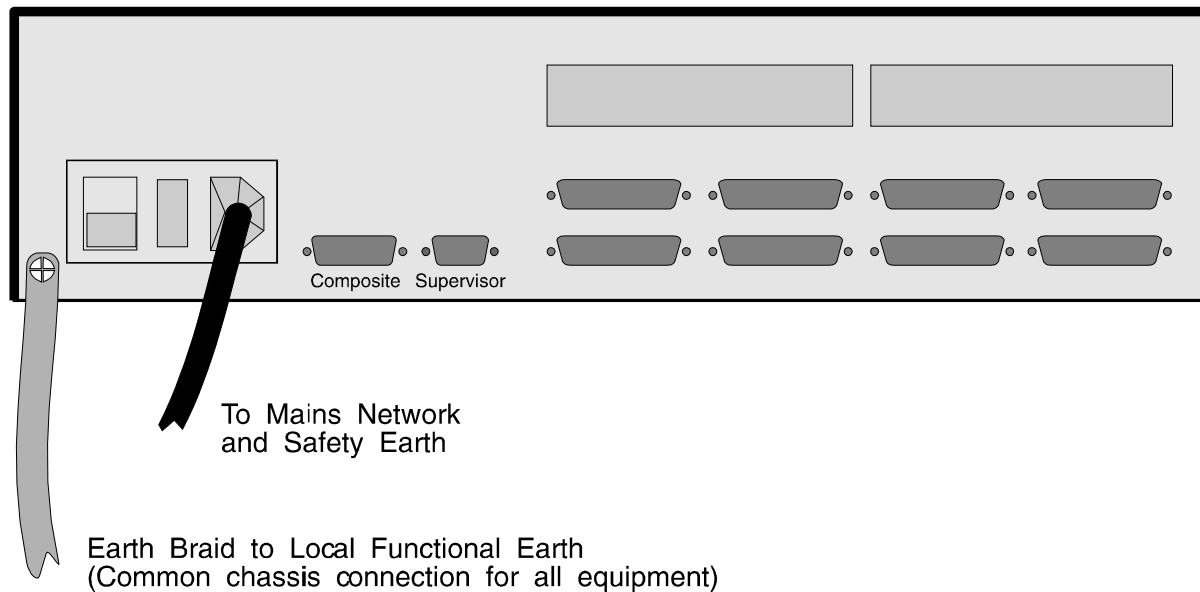 Composite Supervisor
To Mains Network
and Safety Earth
Earth Braid to Local Functional Earth
(Common chassis connection for all equipment)